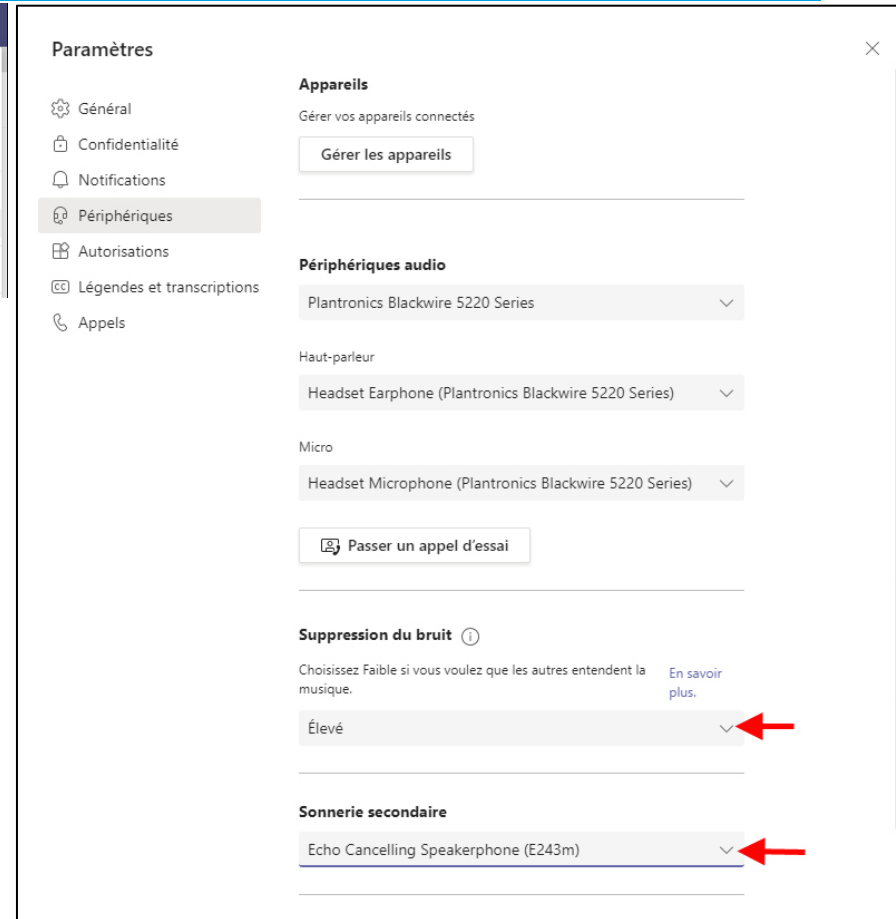 Paramètres
Général
Confidentialité
Notifications
Périphériques
Autorisations
CC Légendes et transcriptions
Appels
Appareils
Gérer vos appareils connectés
Gérer les appareils
Périphériques audio
Plantronics Blackwire 5220 Series
Haut-parleur
Headset Earphone (Plantronics Blackwire 5220 Series)
Micro
Headset Microphone (Plantronics Blackwire 5220 Series)
Passer un appel d'essai
Suppression du bruit
Choisissez Faible si vous voulez que les autres entendent la
musique.
En savoir
plus.
Élevé
Sonnerie secondaire
Echo Cancelling Speakerphone (E243m)